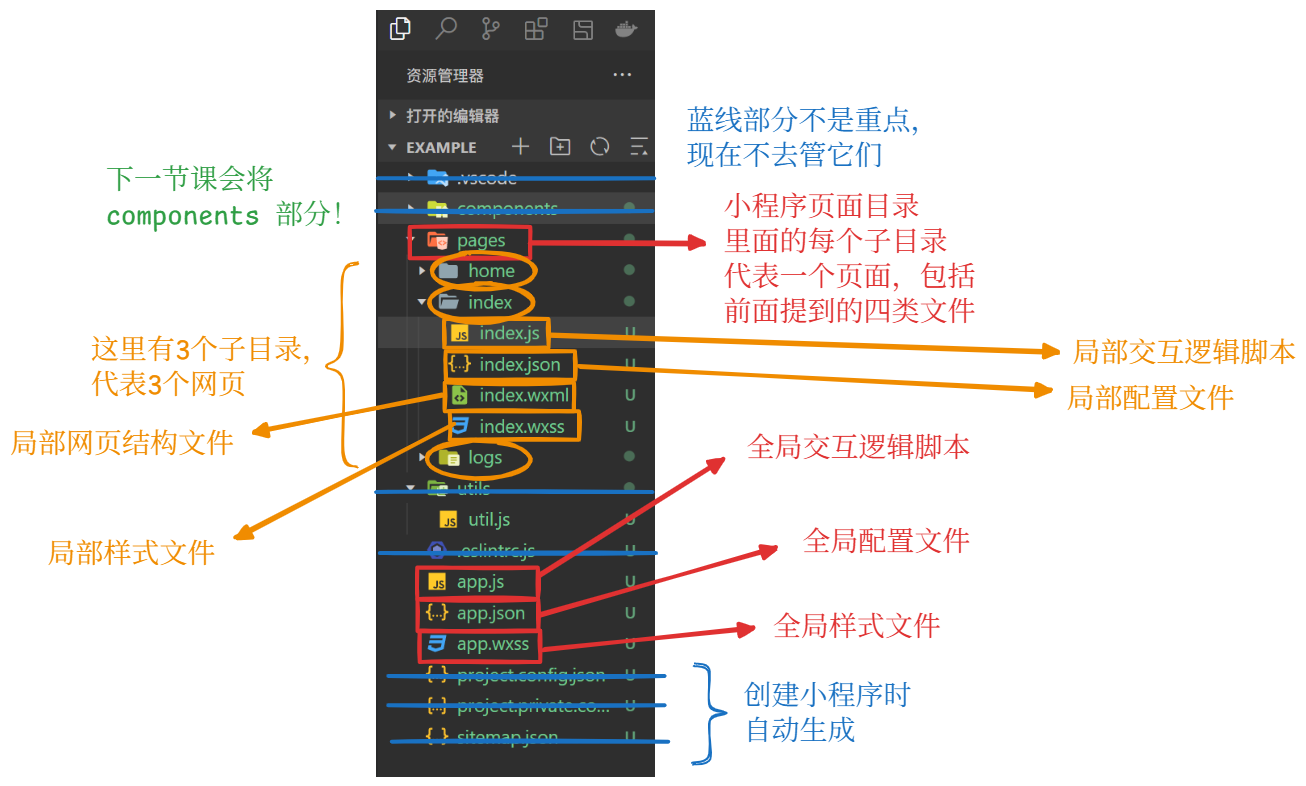 资源管理器
打开的编辑器
EXAMPLE
蓝线部分不是重点，
现在不去管它们
下一节课会将
components 部分！
.vscode
components
pages
home
index
index.js U
index.json U
index.wxml U
index.wxss U
logs
utils
util.js U
.eslintrc.js U
app.js U
app.json U
app.wxss U
project.config.json U
project.private.co... U
sitemap.json U
小程序页面目录
里面的每个子目录
代表一个页面，包括
前面提到的四类文件
这里有3个子目录，
代表3个网页
局部交互逻辑脚本
局部配置文件
局部网页结构文件
局部样式文件
全局交互逻辑脚本
全局配置文件
全局样式文件
创建小程序时
自动生成